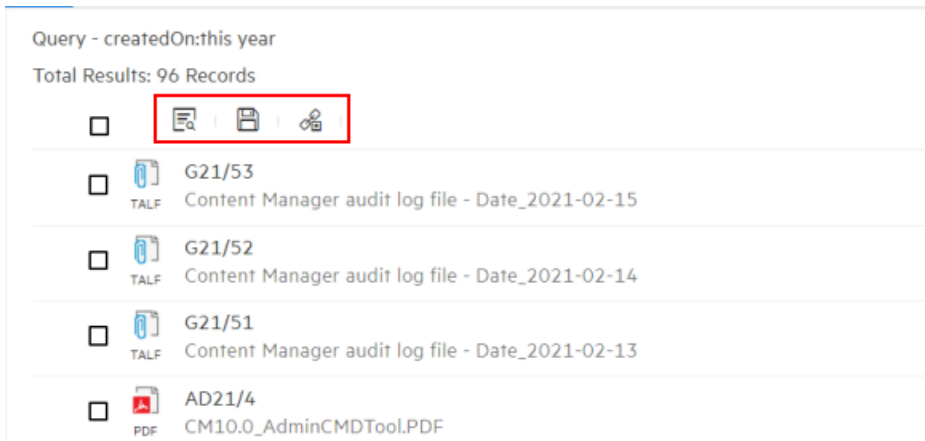 Query - createdOn:this year
Total Results: 96 Records
G21/53
TALF Content Manager audit log file - Date_2021-02-15
G21/52
TALF Content Manager audit log file - Date_2021-02-14
G21/51
TALF Content Manager audit log file - Date_2021-02-13
AD21/4
PDF CM10.0_AdminCMDTool.PDF